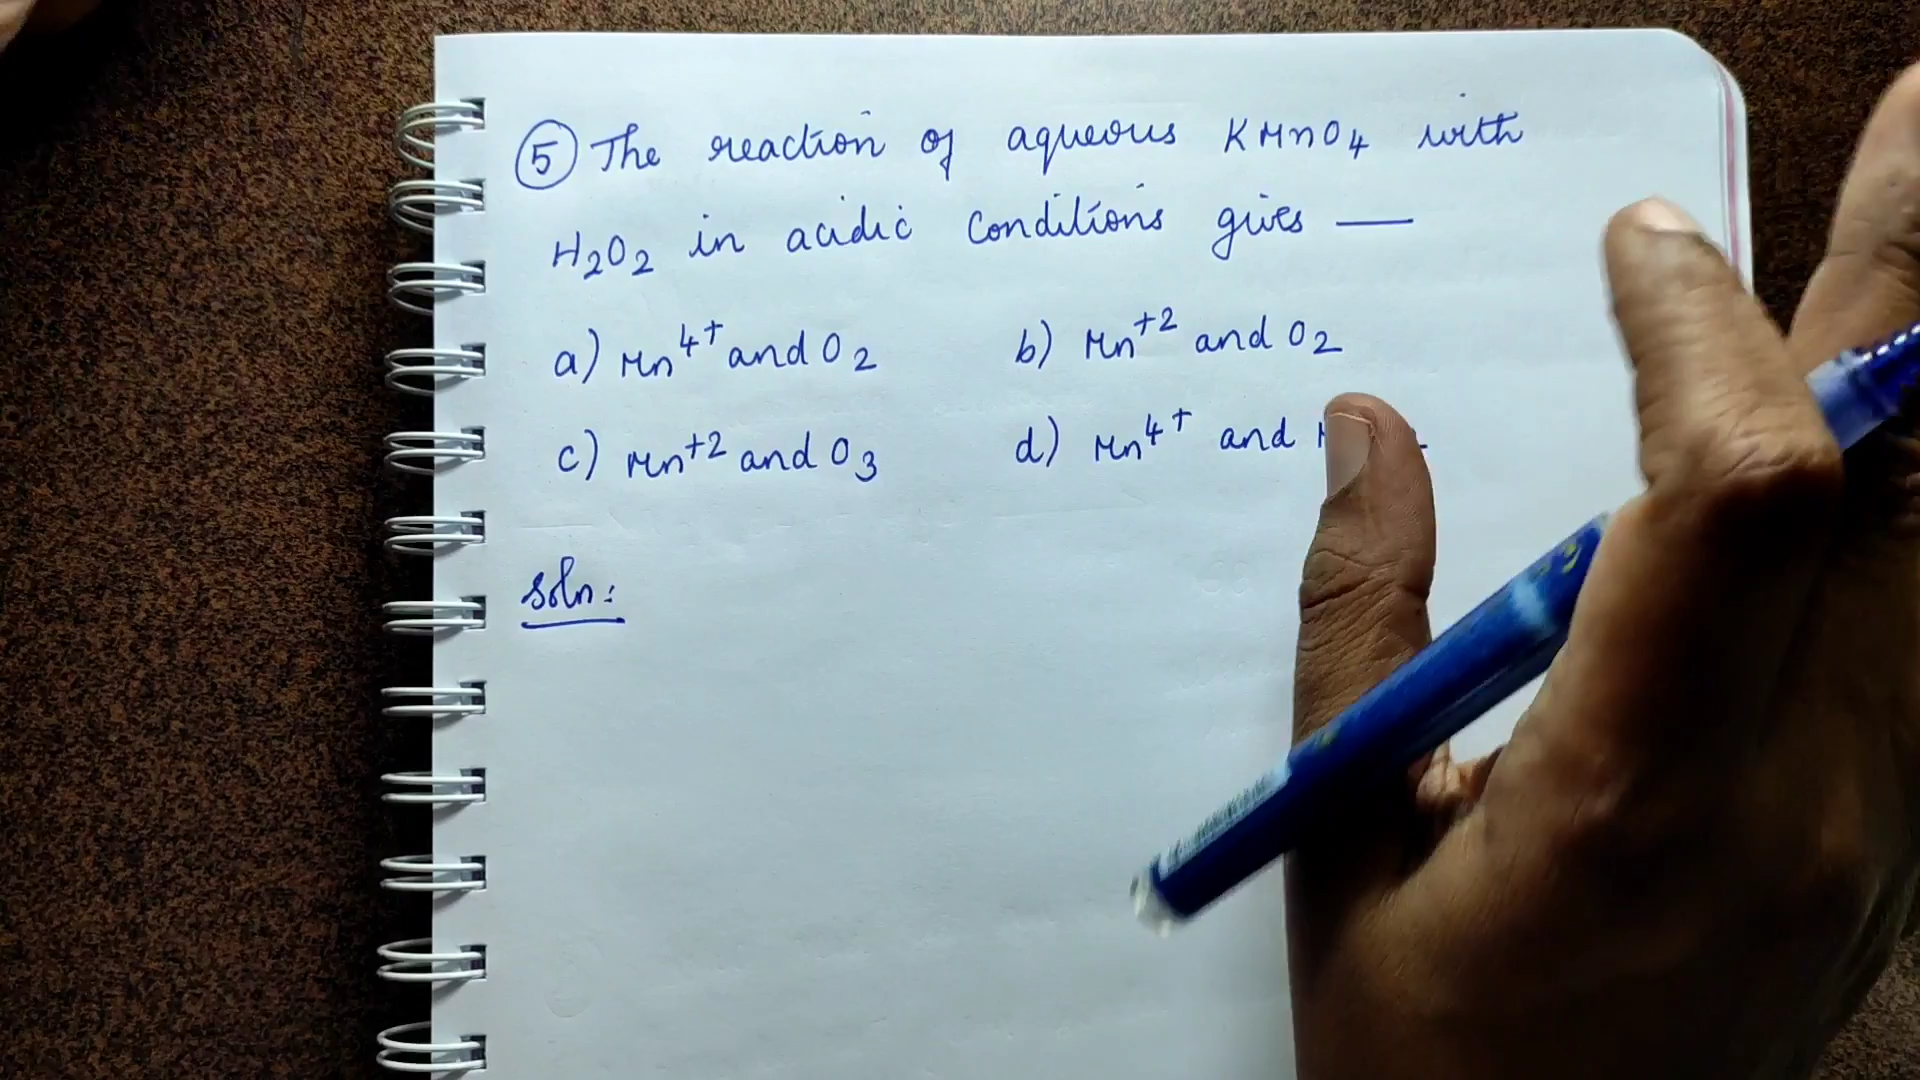 5 The reaction of aqueous KMnO4 with
H2O2 in acidic conditions gives —
a) Mn⁴⁺ and O2 b) Mn⁺² and O2
c) Mn⁺² and O3 d) Mn⁴⁺ and
soln: